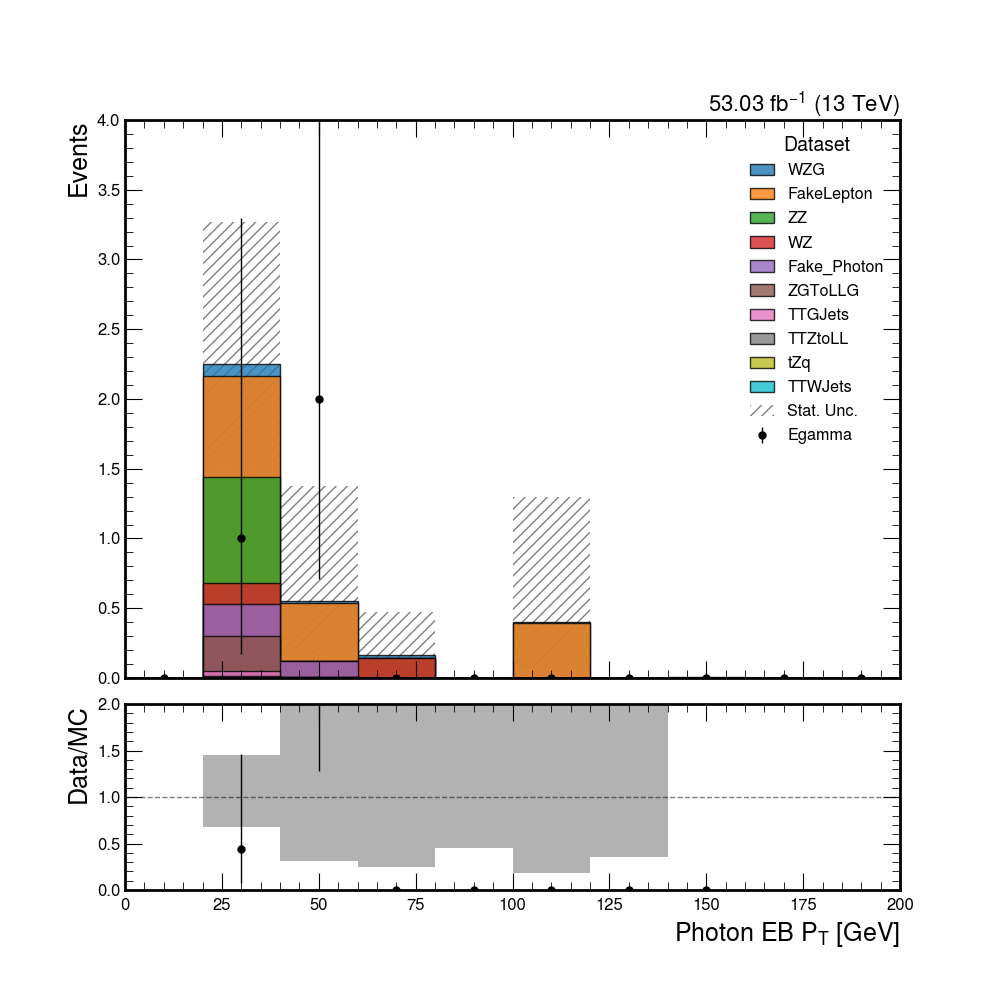 53.03 fb⁻¹ (13 TeV)
Events
4.0
3.5
3.0
2.5
2.0
1.5
1.0
0.5
0.0
Dataset
WZG
FakeLepton
ZZ
WZ
Fake_Photon
ZGToLLG
TTGJets
TTZtoLL
tZq
TTWJets
Stat. Unc.
Egamma
Data/MC
2.0
1.5
1.0
0.5
0.0
0 25 50 75 100 125 150 175 200
Photon EB P_T [GeV]